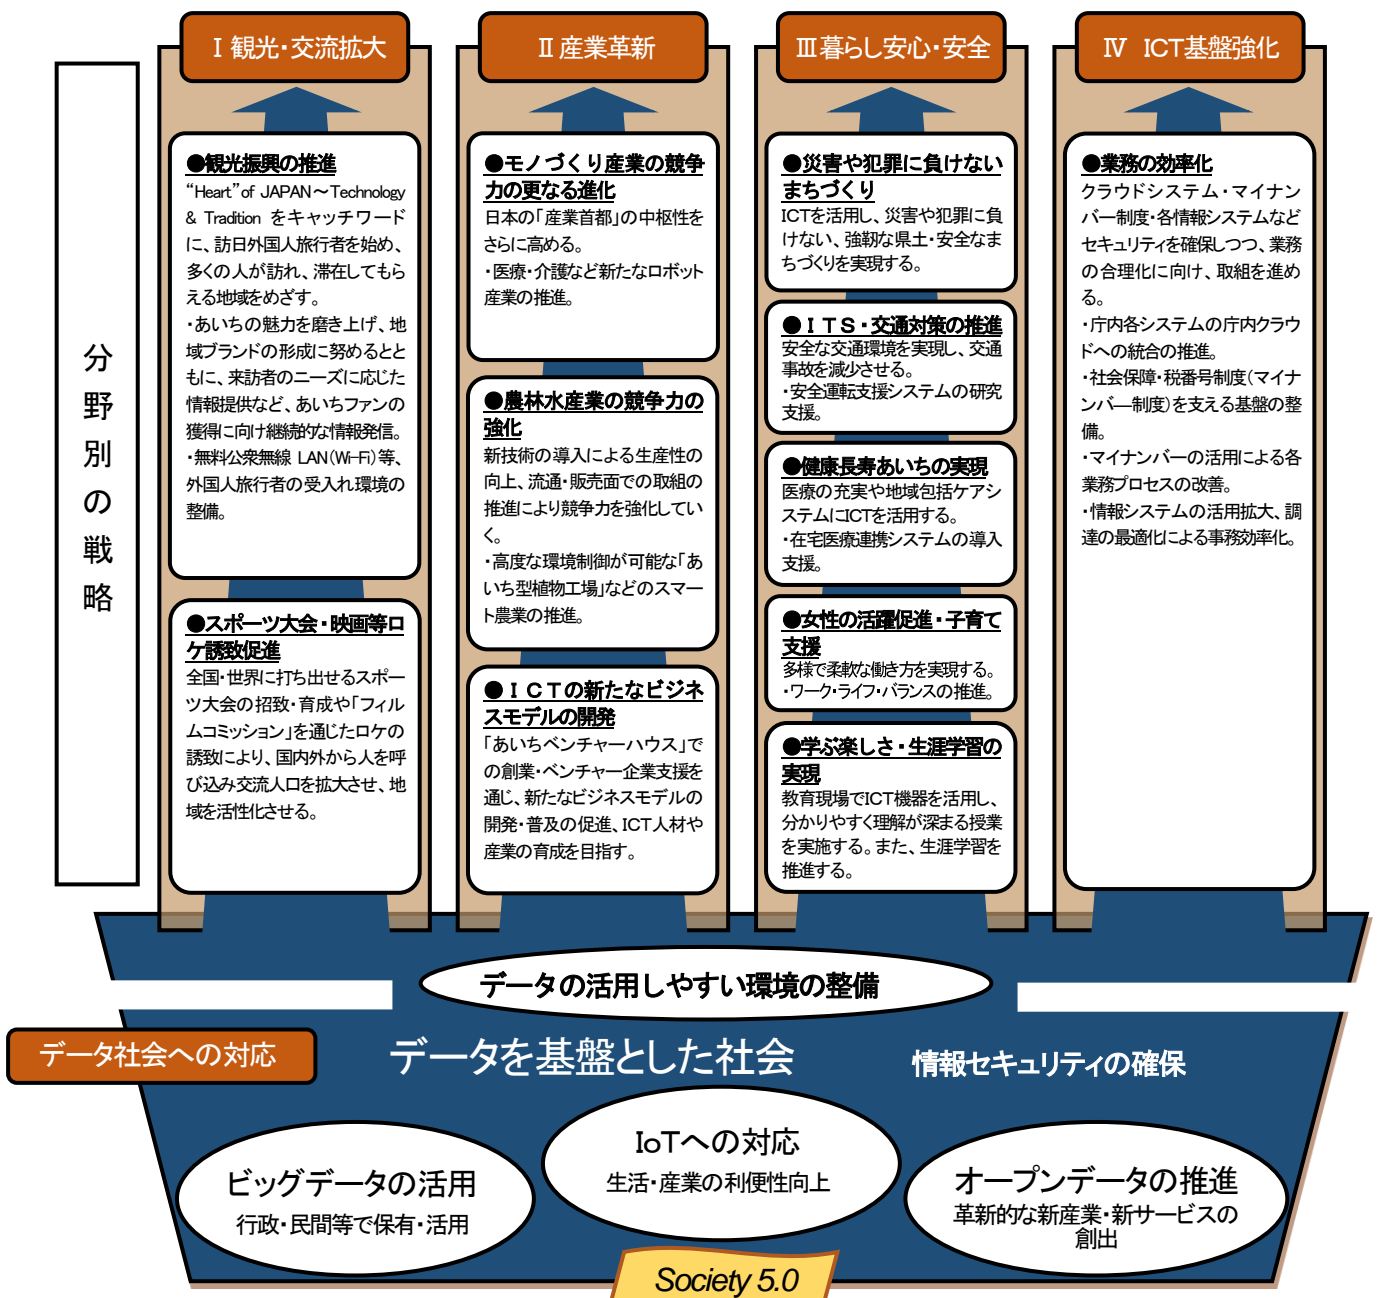 Ⅰ 観光・交流拡大
Ⅱ 産業革新
Ⅲ 暮らし安心・安全
Ⅳ ICT基盤強化
分野別の戦略
●観光振興の推進
“Heart”of JAPAN～Technology
& Tradition をキャッチワード
に、訪日外国人旅行者を始め、
多くの人が訪れ、滞在してもら
える地域をめざす。
・あいちの魅力を磨き上げ、地
域ブランドの形成に努めるとと
もに、来訪者のニーズに応じた
情報提供など、あいちファンの
獲得に向け継続的な情報発信。
・無料公衆無線 LAN(Wi-Fi)等、
外国人旅行者の受入れ環境の
整備。
●スポーツ大会・映画等ロ
ケ誘致促進
全国・世界に打ち出せるスポー
ツ大会の招致・育成や「フィル
ムコミッション」を通じたロケの
誘致により、国内外から人を呼
び込み交流人口を拡大させ、地
域を活性化させる。
●モノづくり産業の競争
力の更なる進化
日本の「産業首都」の中枢性を
さらに高める。
・医療・介護など新たなロボット
産業の推進。
●農林水産業の競争力の
強化
新技術の導入による生産性の
向上、流通・販売面での取組の
推進により競争力を強化してい
く。
・高度な環境制御が可能な「あ
いち型植物工場」などのスマー
ト農業の推進。
●ＩＣＴの新たなビジネ
スモデルの開発
「あいちベンチャーハウス」で
の創業・ベンチャー企業支援を
通じ、新たなビジネスモデルの
開発・普及の促進、ICT人材や
産業の育成を目指す。
●災害や犯罪に負けない
まちづくり
ICTを活用し、災害や犯罪に負
けない、強靭な県土・安全なま
ちづくりを実現する。
●ＩＴＳ・交通対策の推進
安全な交通環境を実現し、交通
事故を減少させる。
・安全運転支援システムの研究
支援。
●健康長寿あいちの実現
医療の充実や地域包括ケアシ
ステムにICTを活用する。
・在宅医療連携システムの導入
支援。
●女性の活躍促進・子育て
支援
多様で柔軟な働き方を実現する。
・ワーク・ライフ・バランスの推進。
●学ぶ楽しさ・生涯学習の
実現
教育現場でICT機器を活用し、
分かりやすく理解が深まる授業
を実施する。また、生涯学習を
推進する。
●業務の効率化
クラウドシステム・マイナン
バー制度・各情報システムなど
セキュリティを確保しつつ、業務
の合理化に向け、取組を進め
る。
・庁内各システムの庁内クラウ
ドへの統合の推進。
・社会保障・税番号制度(マイナ
ンバ―制度)を支える基盤の整
備。
・マイナンバーの活用による各
業務プロセスの改善。
・情報システムの活用拡大、調
達の最適化による事務効率化。
データの活用しやすい環境の整備
データ社会への対応
データを基盤とした社会
情報セキュリティの確保
ビッグデータの活用
行政・民間等で保有・活用
IoTへの対応
生活・産業の利便性向上
オープンデータの推進
革新的な新産業・新サービスの
創出
Society 5.0